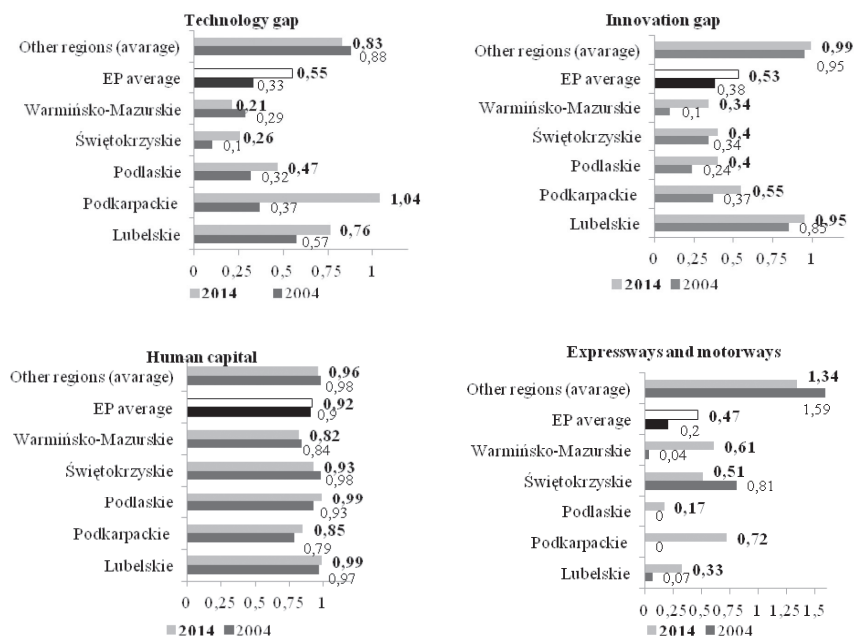 Technology gap
Other regions (avarage) 0,83
0,88
EP average 0,55
0,33
Warmińsko-Mazurskie 0,21
0,29
Świętokrzyskie 0,26
0,1
Podlaskie 0,47
0,32
Podkarpackie 1,04
0,37
Lubelskie 0,76
0,57
0 0,25 0,5 0,75 1
2014 2004
Innovation gap
Other regions (avarage) 0,99
0,95
EP average 0,53
0,38
Warmińsko-Mazurskie 0,34
0,1
Świętokrzyskie 0,4
0,34
Podlaskie 0,4
0,24
Podkarpackie 0,55
0,37
Lubelskie 0,95
0,85
0 0,25 0,5 0,75 1
2014 2004
Human capital
Other regions (avarage) 0,96
0,98
EP average 0,92
0,9
Warmińsko-Mazurskie 0,82
0,84
Świętokrzyskie 0,93
0,98
Podlaskie 0,99
0,93
Podkarpackie 0,85
0,79
Lubelskie 0,99
0,97
0 0,25 0,5 0,75 1
2014 2004
Expressways and motorways
Other regions (avarage) 1,34
1,59
EP average 0,47
0,2
Warmińsko-Mazurskie 0,61
0,04
Świętokrzyskie 0,51
0,81
Podlaskie 0,17
0
Podkarpackie 0,72
0
Lubelskie 0,33
0,07
0 0,25 0,5 0,75 1 1,25 1,5
2014 2004